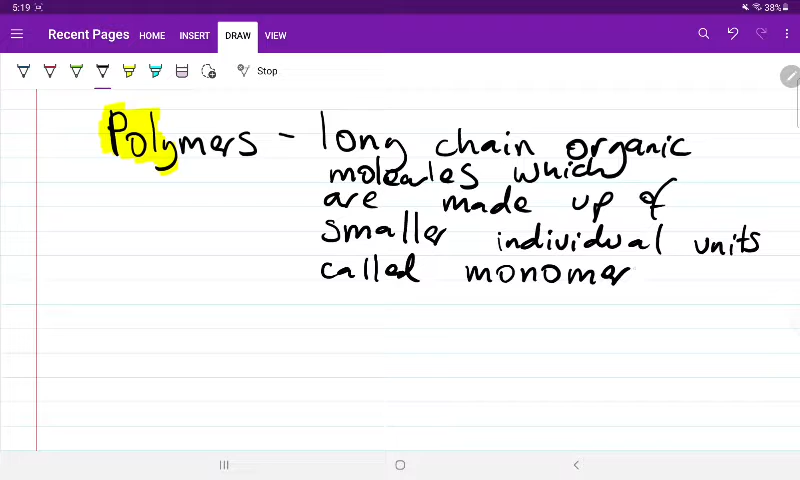 5:19 38%
Recent Pages HOME INSERT DRAW VIEW
Stop
Polymers - long chain organic
molecules which
are made up of
smaller individual units
called monomer